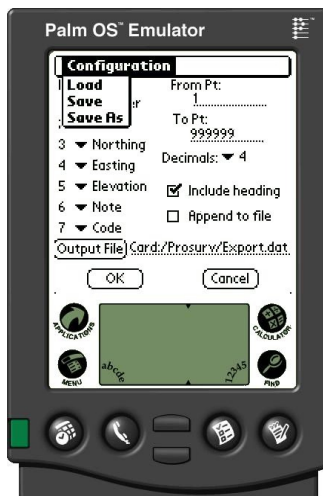 Palm OS™ Emulator
Configuration
Load
Save
Save As
From Pt:
1
To Pt:
999999
3 Northing
4 Easting
5 Elevation
6 Note
7 Code
Decimals: 4
Include heading
Append to file
Output File Card:/Prosurv/Export.dat
OK Cancel
APPLICATIONS
CALCULATOR
MENU
abcde
12345
FIND